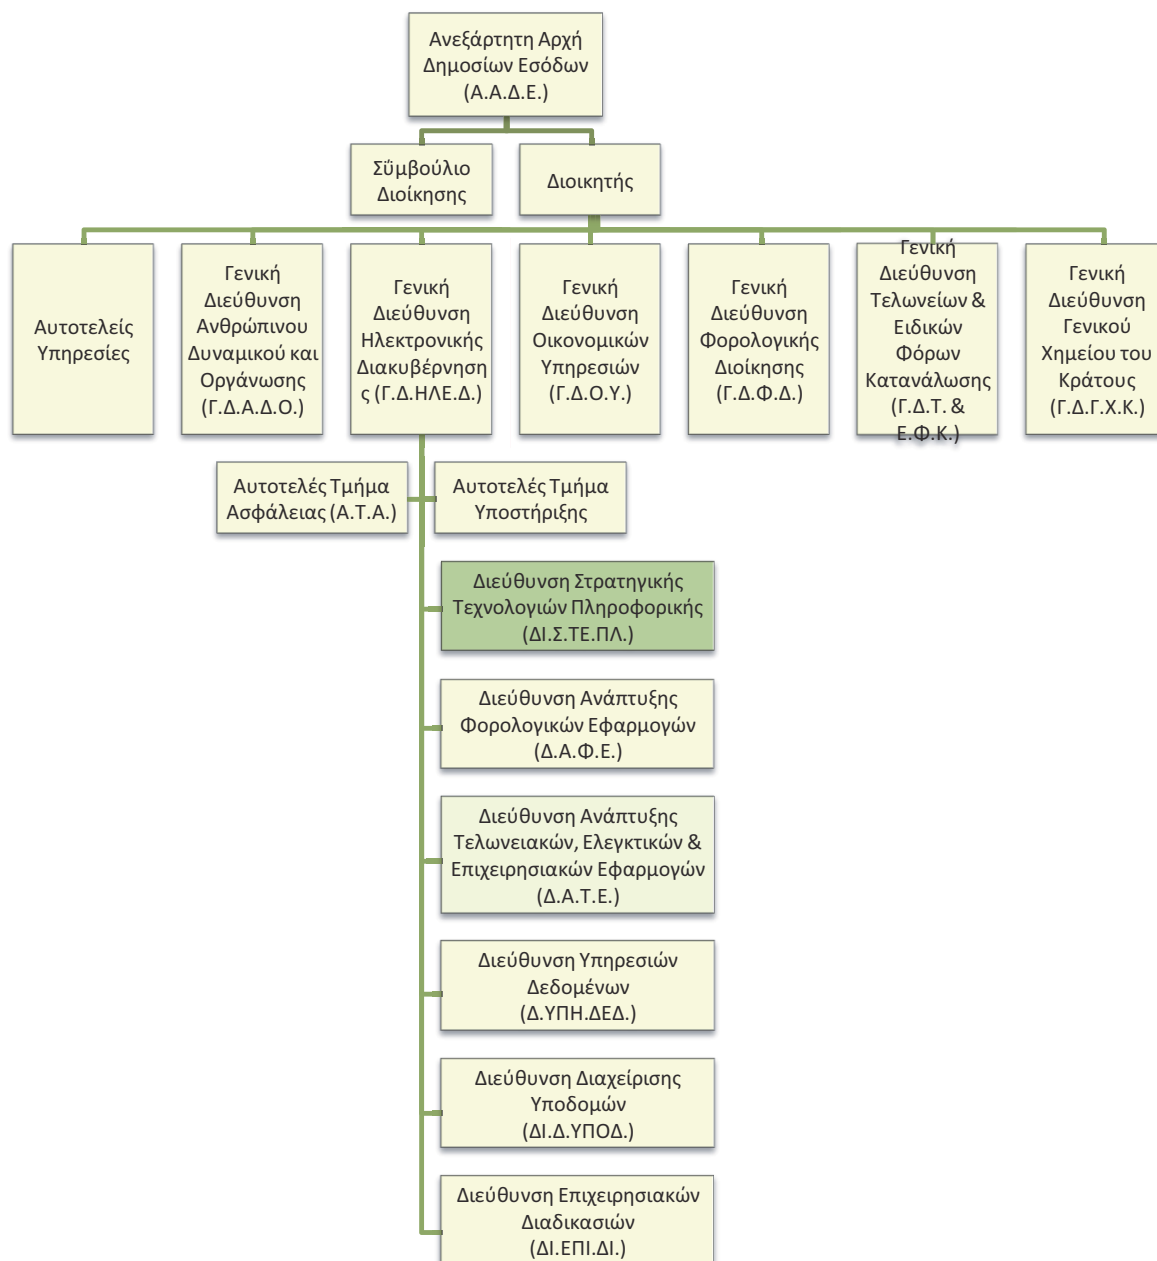 Ανεξάρτητη Αρχή
Δημοσίων Εσόδων
(Α.Α.Δ.Ε.)
Σΰμβούλιο
Διοίκησης
Διοικητής
Αυτοτελείς
Υπηρεσίες
Γενική
Διεύθυνση
Ανθρώπινου
Δυναμικού και
Οργάνωσης
(Γ.Δ.Α.Δ.Ο.)
Γενική
Διεύθυνση
Ηλεκτρονικής
Διακυβέρνηση
ς (Γ.Δ.ΗΛΕ.Δ.)
Γενική
Διεύθυνση
Οικονομικών
Υπηρεσιών
(Γ.Δ.Ο.Υ.)
Γενική
Διεύθυνση
Φορολογικής
Διοίκησης
(Γ.Δ.Φ.Δ.)
Γενική
Διεύθυνση
Τελωνείων &
Ειδικών
Φόρων
Κατανάλωσης
(Γ.Δ.Τ. &
Ε.Φ.Κ.)
Γενική
Διεύθυνση
Γενικού
Χημείου του
Κράτους
(Γ.Δ.Γ.Χ.Κ.)
Αυτοτελές Τμήμα
Ασφάλειας (Α.Τ.Α.)
Αυτοτελές Τμήμα
Υποστήριξης
Διεύθυνση Στρατηγικής
Τεχνολογιών Πληροφορικής
(ΔΙ.Σ.ΤΕ.ΠΛ.)
Διεύθυνση Ανάπτυξης
Φορολογικών Εφαρμογών
(Δ.Α.Φ.Ε.)
Διεύθυνση Ανάπτυξης
Τελωνειακών, Ελεγκτικών &
Επιχειρησιακών Εφαρμογών
(Δ.Α.Τ.Ε.)
Διεύθυνση Υπηρεσιών
Δεδομένων
(Δ.ΥΠΗ.ΔΕΔ.)
Διεύθυνση Διαχείρισης
Υποδομών
(ΔΙ.Δ.ΥΠΟΔ.)
Διεύθυνση Επιχειρησιακών
Διαδικασιών
(ΔΙ.ΕΠΙ.ΔΙ.)